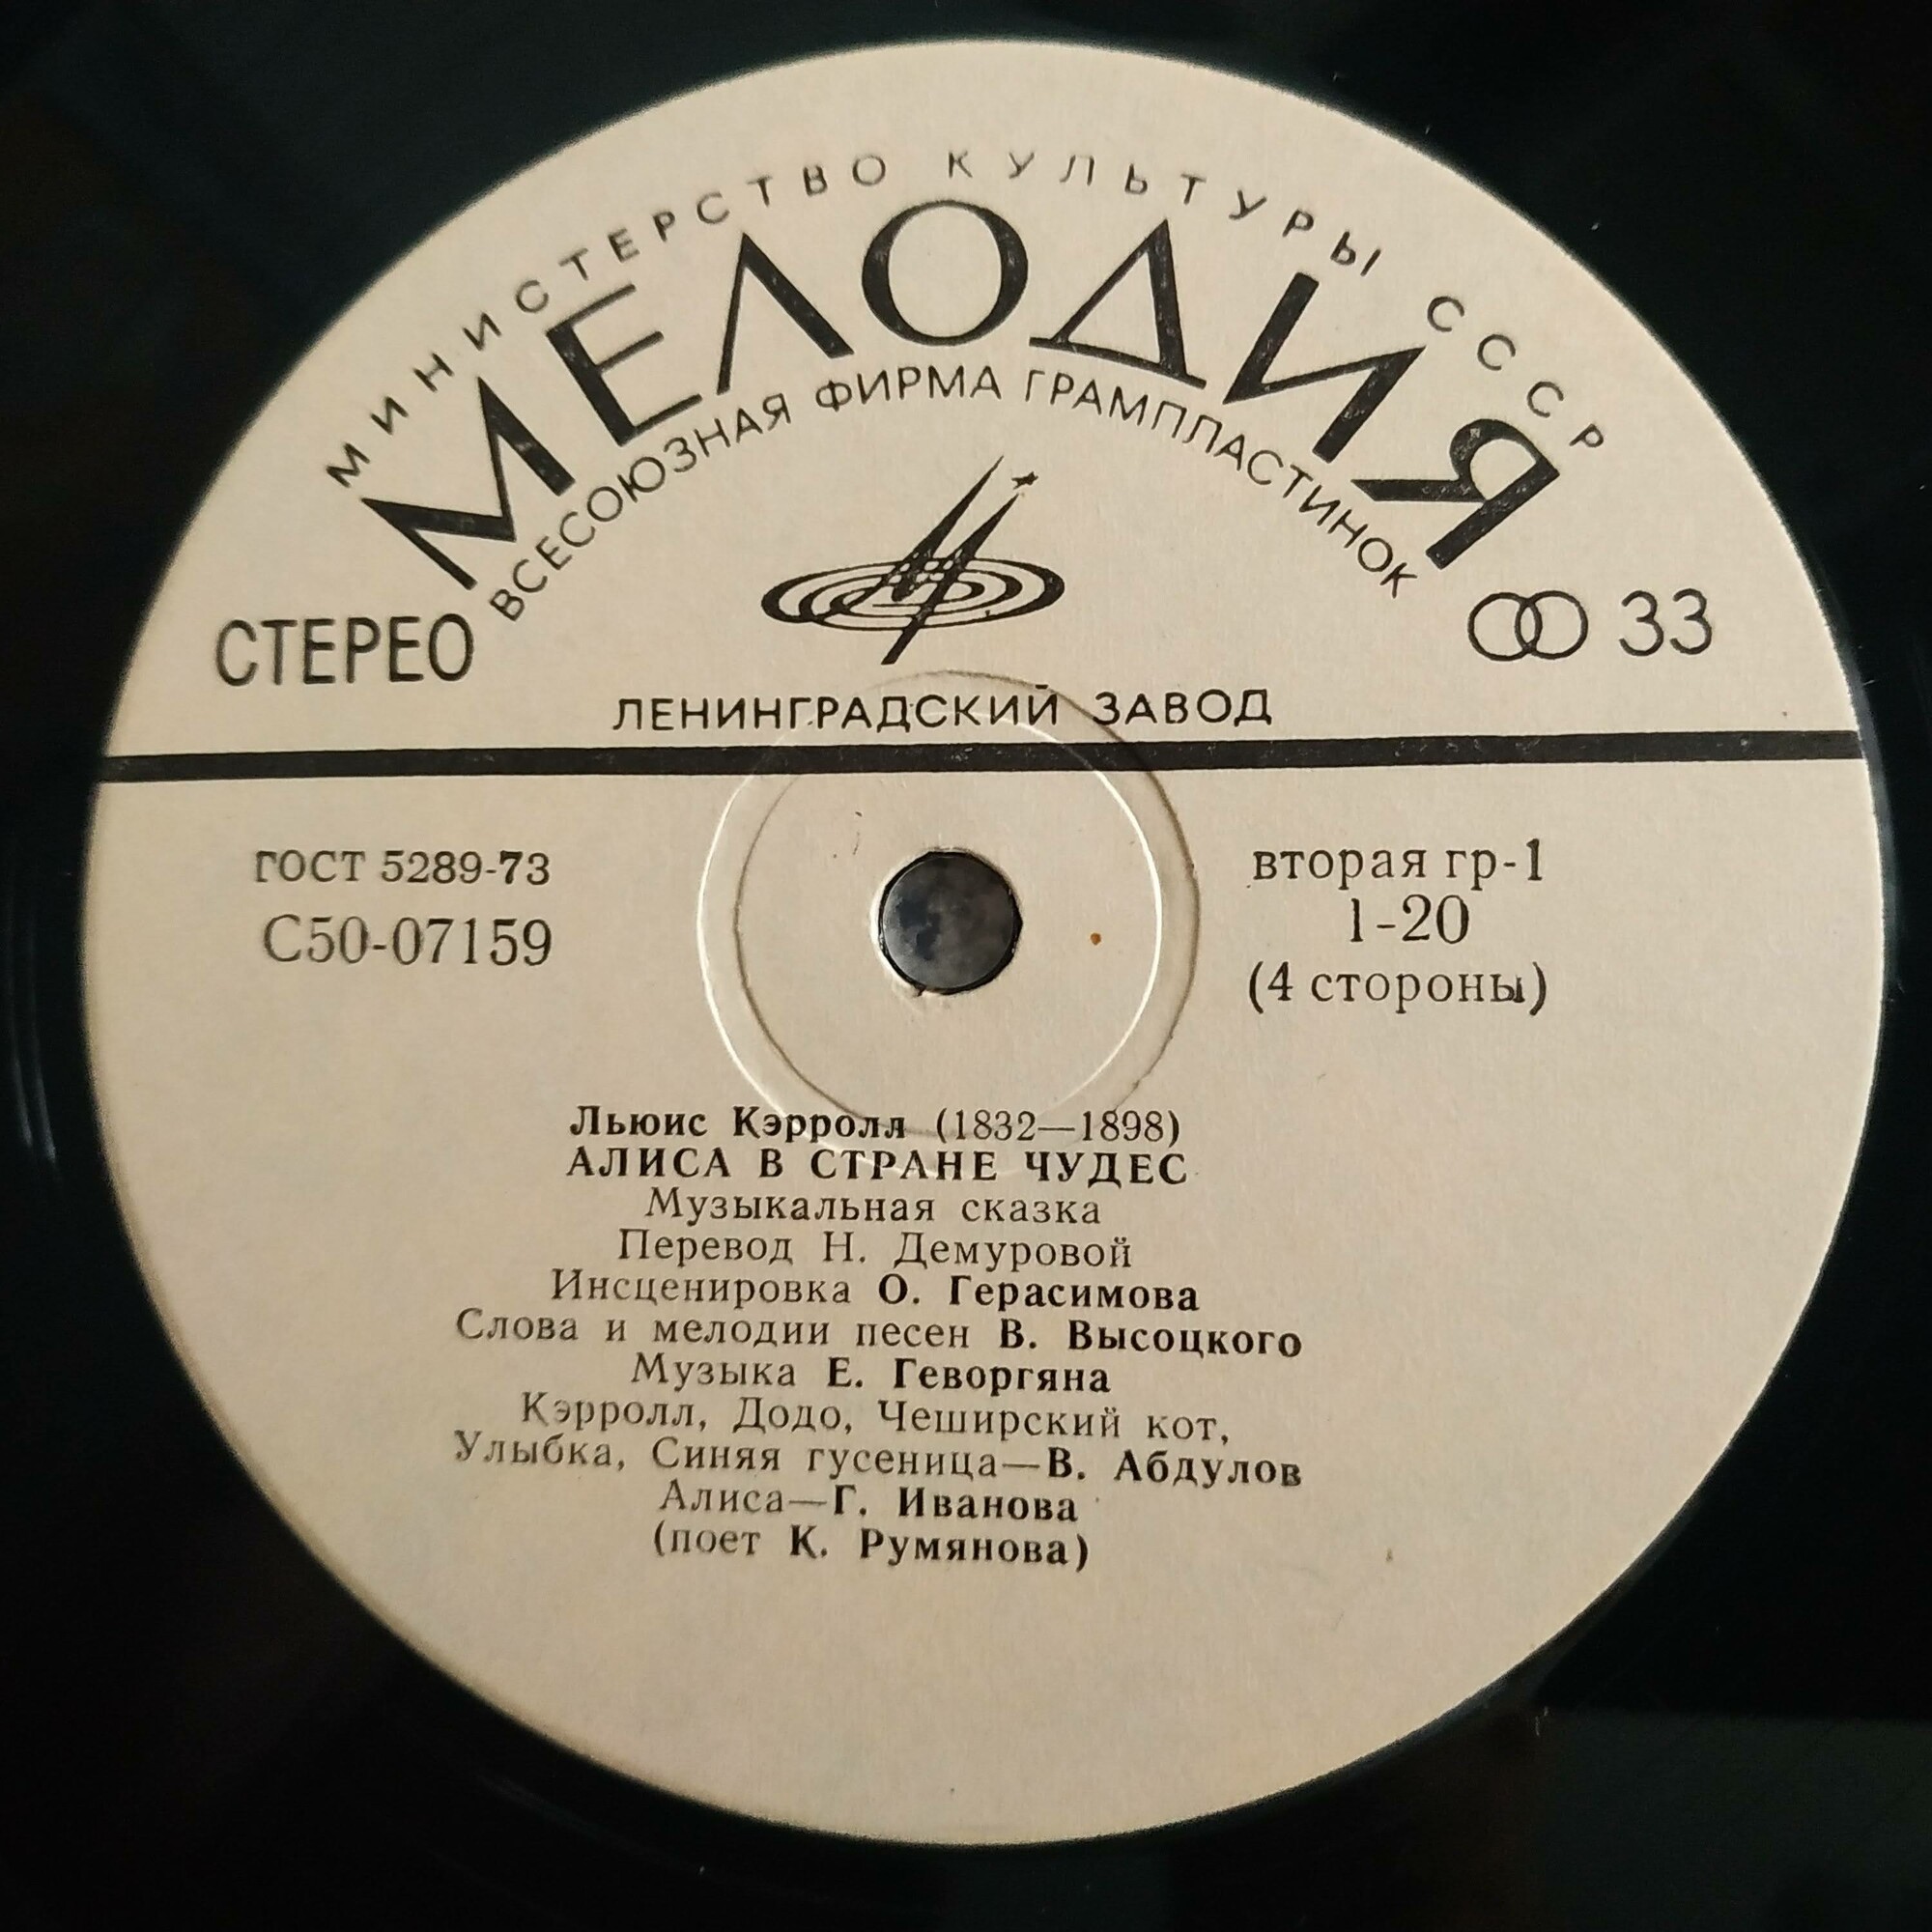 МИНИСТЕРСТВО КУЛЬТУРЫ СССР
МЕЛОДИЯ
ВСЕСОЮЗНАЯ ФИРМА ГРАМПЛАСТИНОК
СТЕРЕО
33
ЛЕНИНГРАДСКИЙ ЗАВОД
ГОСТ 5289-73
С50-07159
вторая гр-1
1-20
(4 стороны)
Льюис Кэрролл (1832—1898)
АЛИСА В СТРАНЕ ЧУДЕС
Музыкальная сказка
Перевод Н. Демуровой
Инсценировка О. Герасимова
Слова и мелодии песен В. Высоцкого
Музыка Е. Геворгяна
Кэрролл, Додо, Чеширский кот,
Улыбка, Синяя гусеница—В. Абдулов
Алиса—Г. Иванова
(поет К. Румянова)